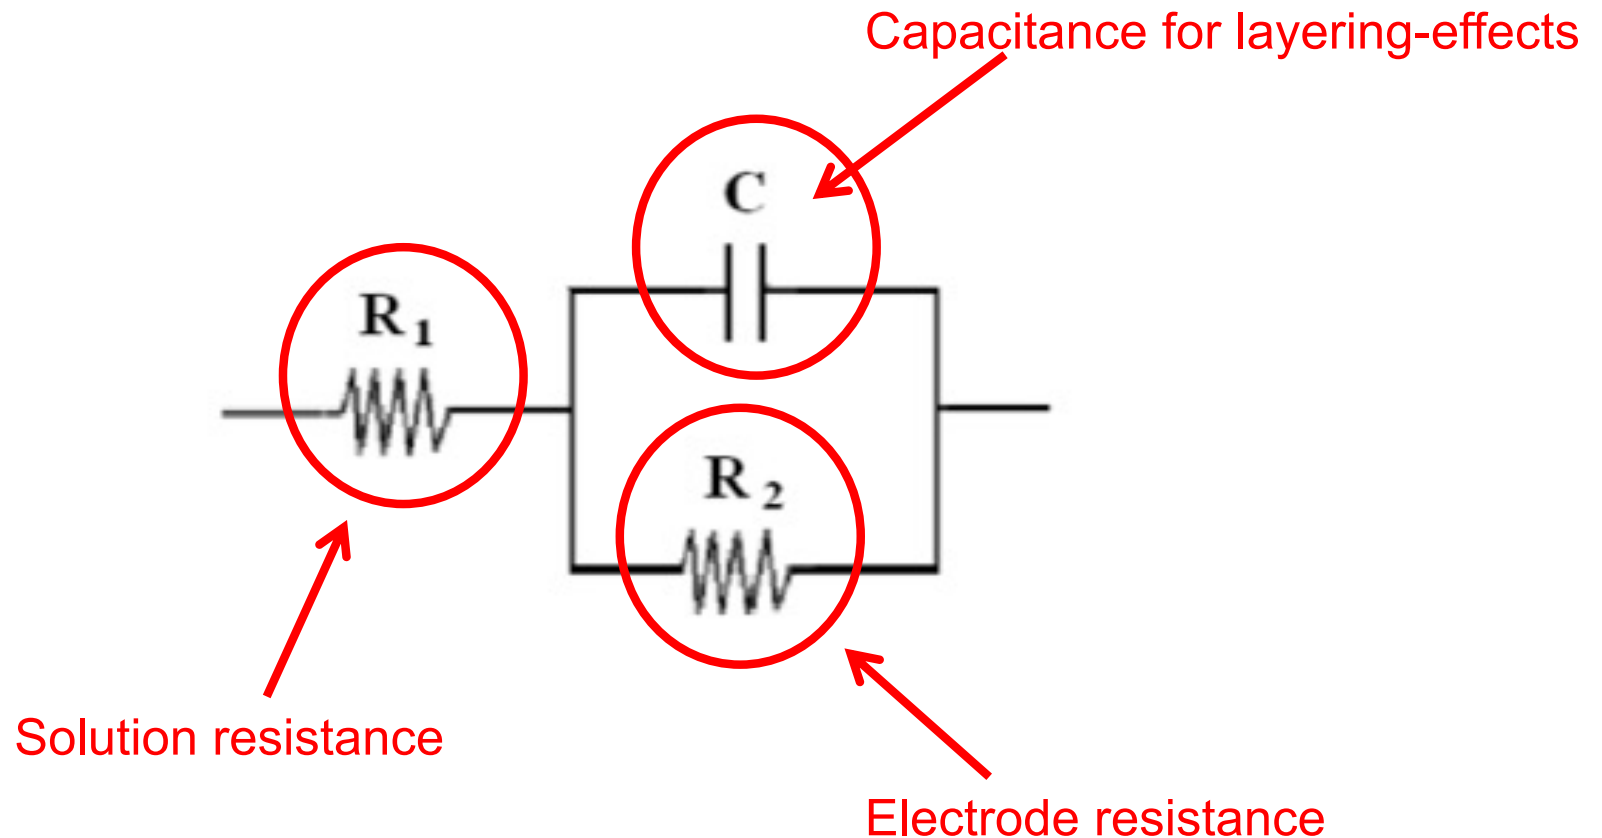 Capacitance for layering-effects
C
R₁
R₂
Solution resistance
Electrode resistance